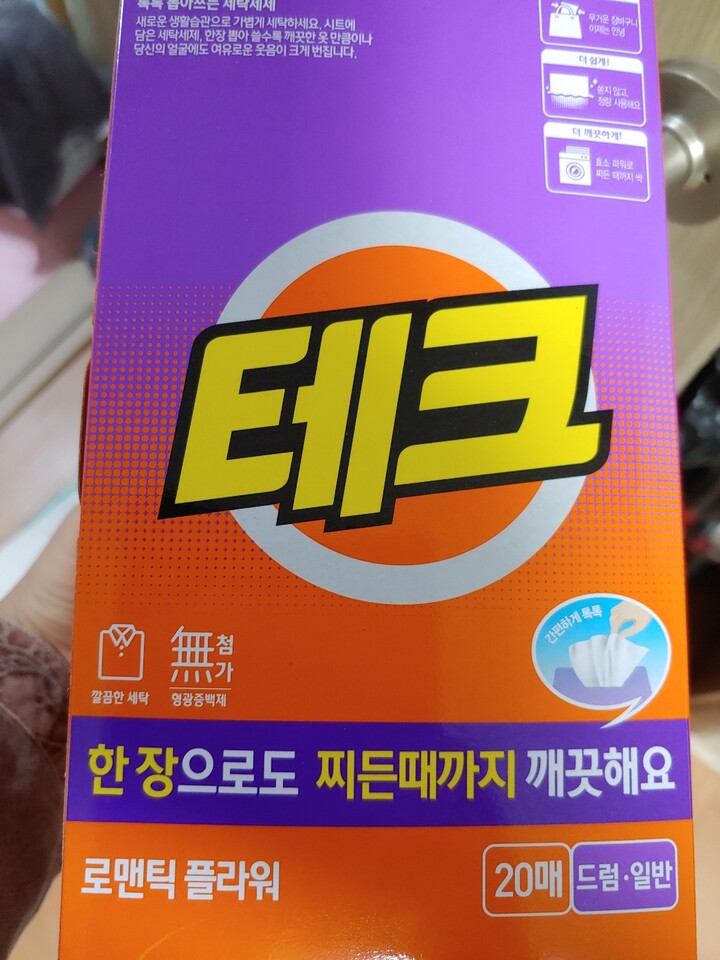 톡톡 뽑아쓰는 세탁세제
새로운 생활습관으로 가볍게 세탁하세요. 시트에
담은 세탁세제, 한장 뽑아 쓸수록 깨끗한 옷 만큼이나
당신의 얼굴에도 여유로운 웃음이 크게 번집니다.
무거운 장바구니
이제는 안녕
더 쉽게!
쏟지 않고,
정량 사용해요
더 깨끗하게!
효소 파워로
찌든 때까지 싹
테크
간편하게 톡톡
깔끔한 세탁
無첨가
형광증백제
한 장으로도 찌든때까지 깨끗해요
로맨틱 플라워
20매
드럼·일반